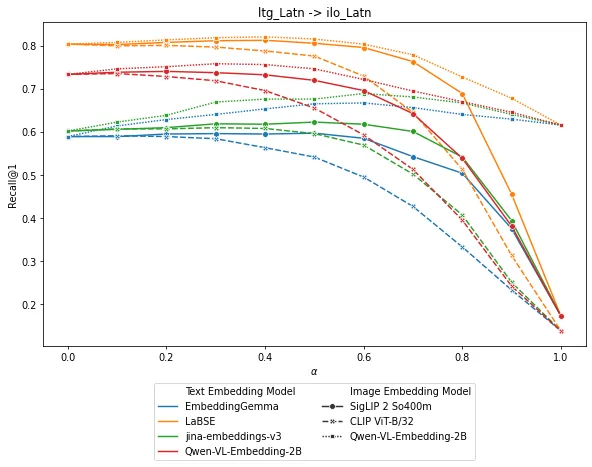 ltg_Latn -> ilo_Latn
Recall@1
0.8
0.7
0.6
0.5
0.4
0.3
0.2
0.0 0.2 0.4 0.6 0.8 1.0
α
Text Embedding Model Image Embedding Model
EmbeddingGemma SigLIP 2 So400m
LaBSE CLIP ViT-B/32
jina-embeddings-v3 Qwen-VL-Embedding-2B
Qwen-VL-Embedding-2B